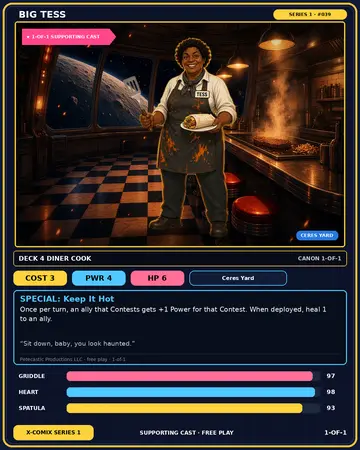 BIG TESS
SERIES 1 · #039
★ 1-OF-1 SUPPORTING CAST
TESS
CERES YARD
DECK 4 DINER COOK
CANON 1-OF-1
COST 3
PWR 4
HP 6
Ceres Yard
SPECIAL: Keep It Hot
Once per turn, an ally that Contests gets +1 Power for that Contest. When deployed, heal 1
to an ally.
"Sit down, baby, you look haunted."
Perecastic Productions LLC · free play · 1-of-1
GRIDDLE
97
HEART
98
SPATULA
93
X-COMIX SERIES 1
SUPPORTING CAST · FREE PLAY
1-OF-1